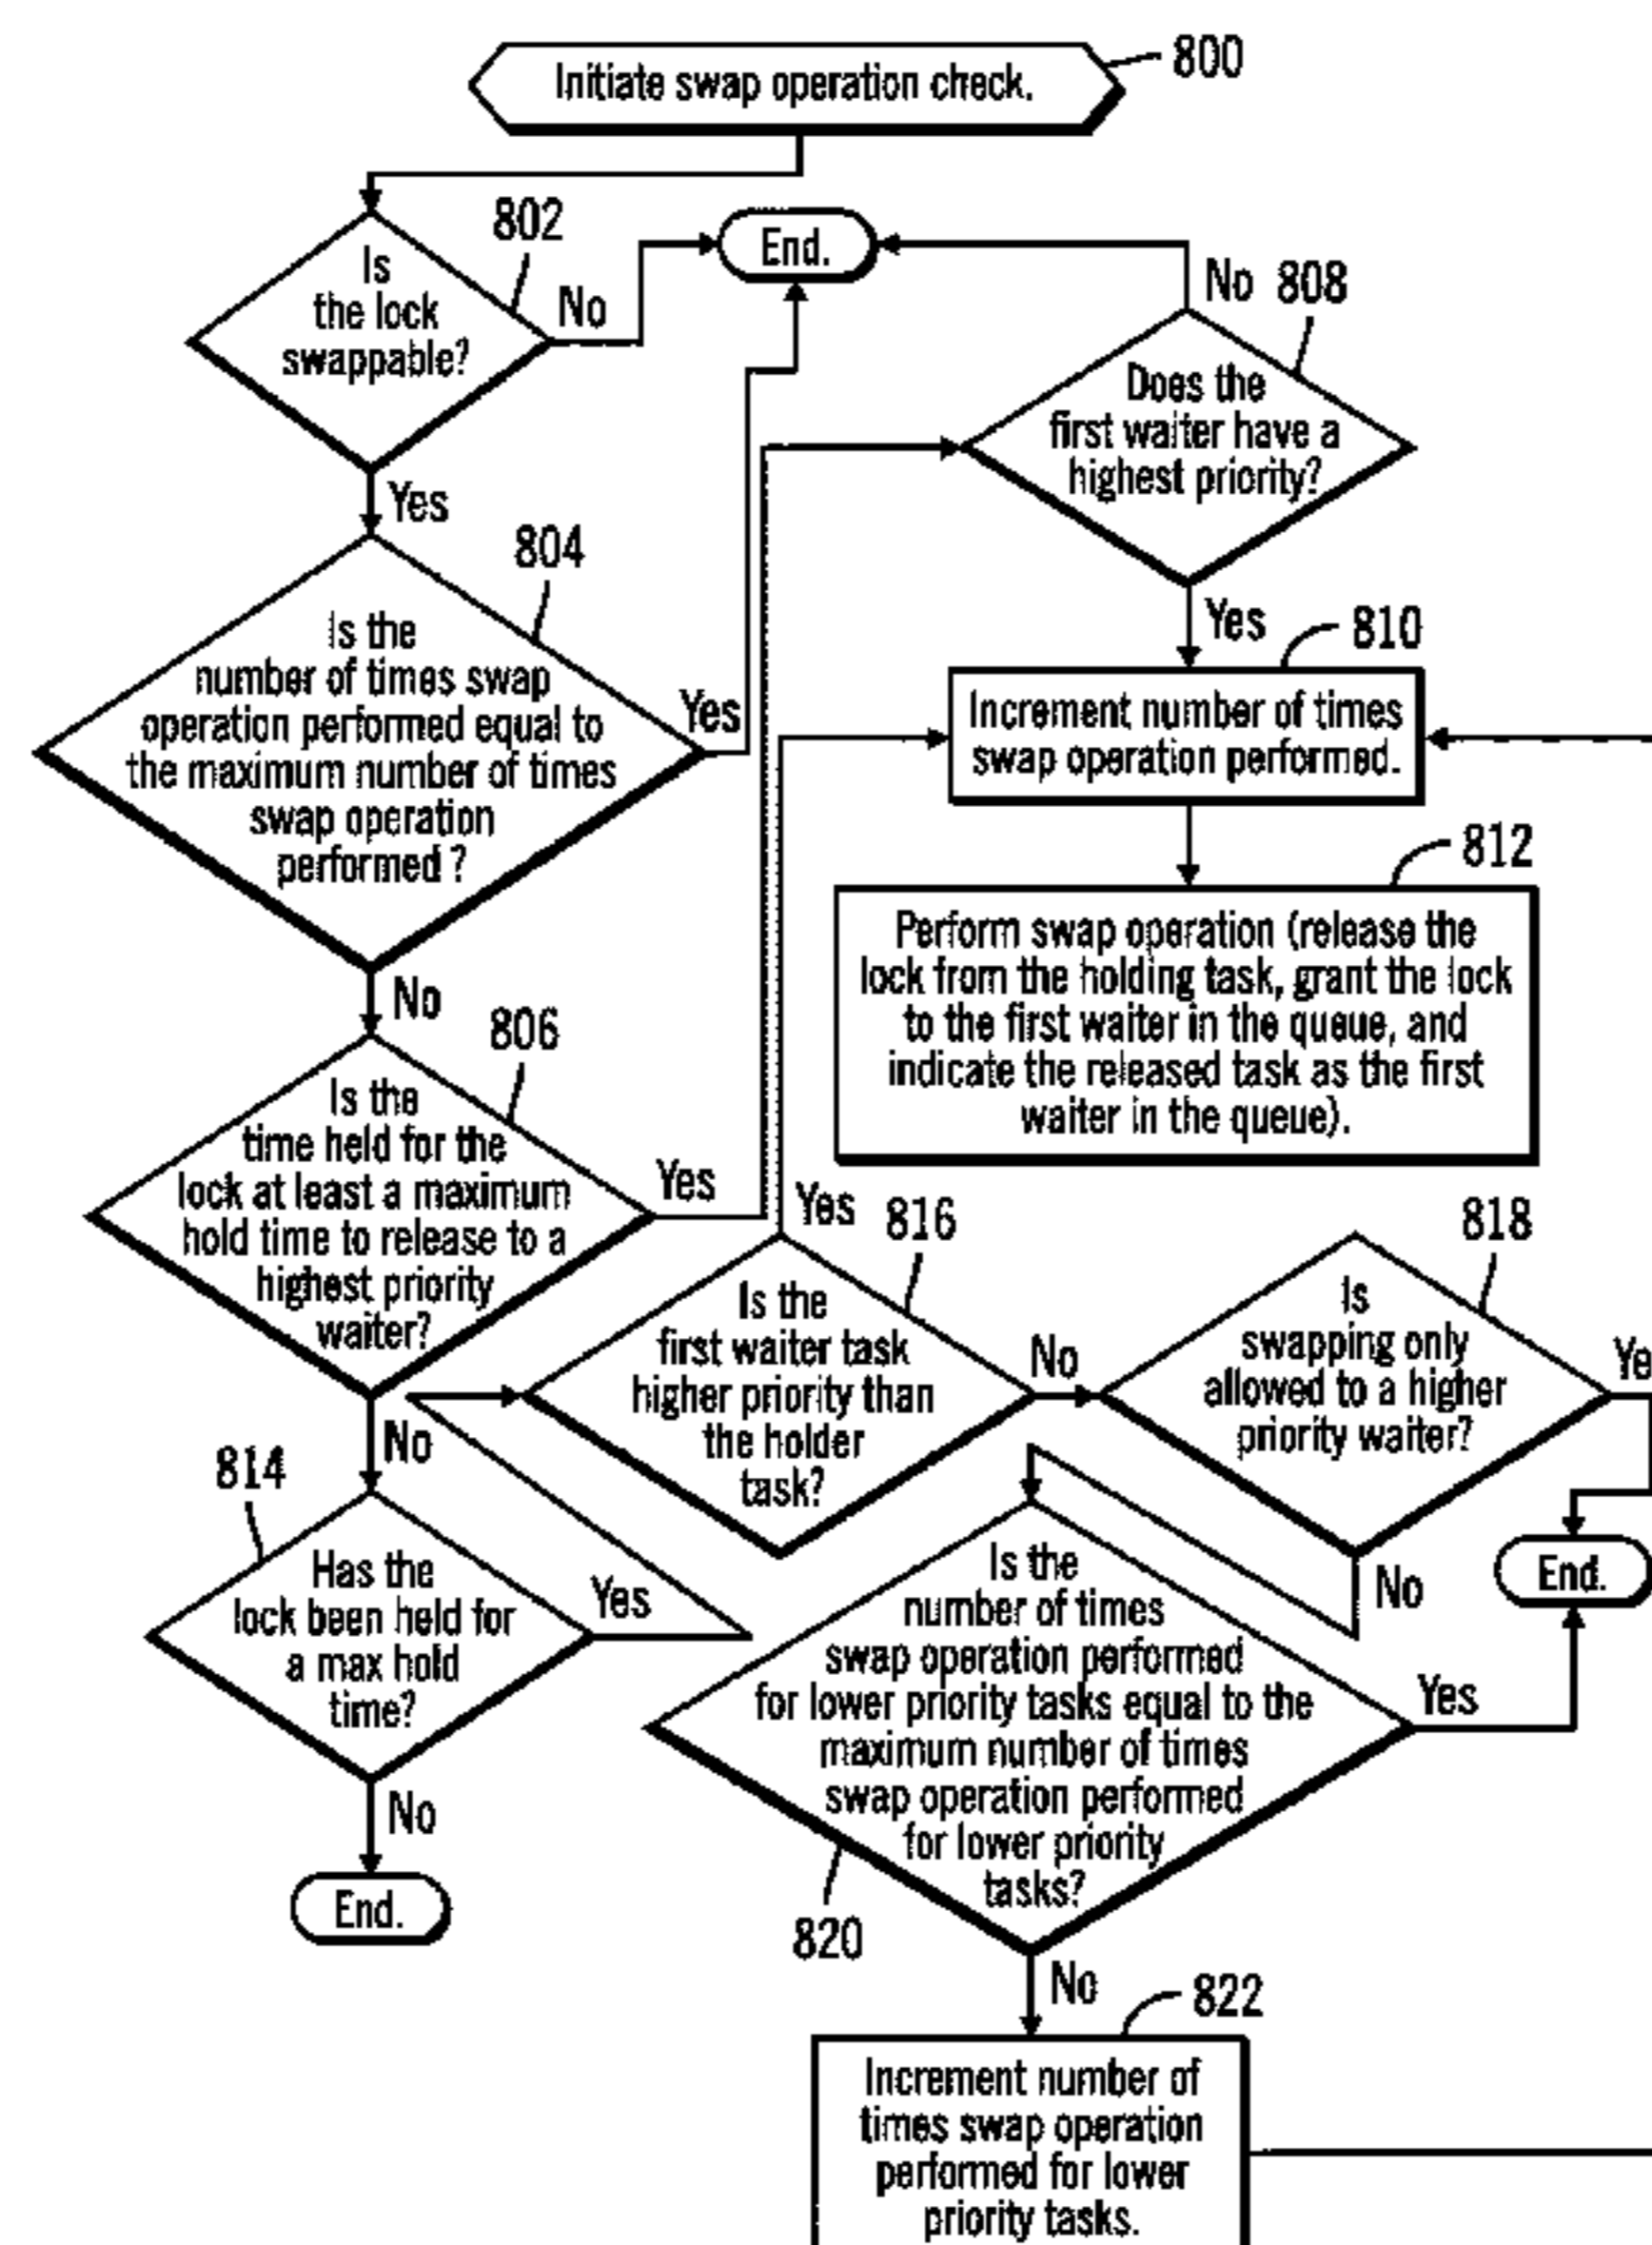 800
Initiate swap operation check.
802
Is
the lock
swappable?
No
End.
No
808
Does the
first waiter have a
highest priority?
Yes
804
Is the
number of times swap
operation performed equal to
the maximum number of times
swap operation
performed ?
Yes
Yes
810
Increment number of times
swap operation performed.
812
Perform swap operation (release the
lock from the holding task, grant the lock
to the first waiter in the queue, and
indicate the released task as the first
waiter in the queue).
No
806
Is the
time held for the
lock at least a maximum
hold time to release to a
highest priority
waiter?
Yes
Yes
816
Is the
first waiter task
higher priority than
the holder
task?
No
818
Is
swapping only
allowed to a higher
priority waiter?
Ye
No
End.
No
814
Has the
lock been held for
a max hold
time?
Yes
No
End.
Is the
number of times
swap operation performed
for lower priority tasks equal to the
maximum number of times
swap operation performed
for lower priority
tasks?
Yes
820
No
822
Increment number of
times swap operation
performed for lower
priority tasks.